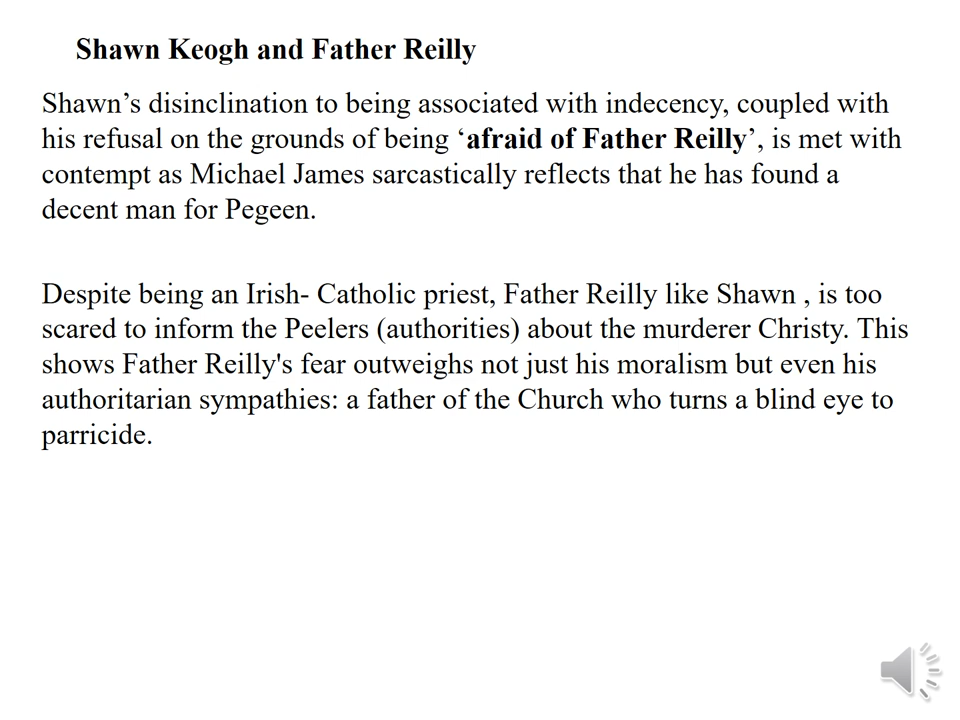 Shawn Keogh and Father Reilly
Shawn’s disinclination to being associated with indecency, coupled with
his refusal on the grounds of being ‘afraid of Father Reilly’, is met with
contempt as Michael James sarcastically reflects that he has found a
decent man for Pegeen.
Despite being an Irish- Catholic priest, Father Reilly like Shawn , is too
scared to inform the Peelers (authorities) about the murderer Christy. This
shows Father Reilly's fear outweighs not just his moralism but even his
authoritarian sympathies: a father of the Church who turns a blind eye to
parricide.